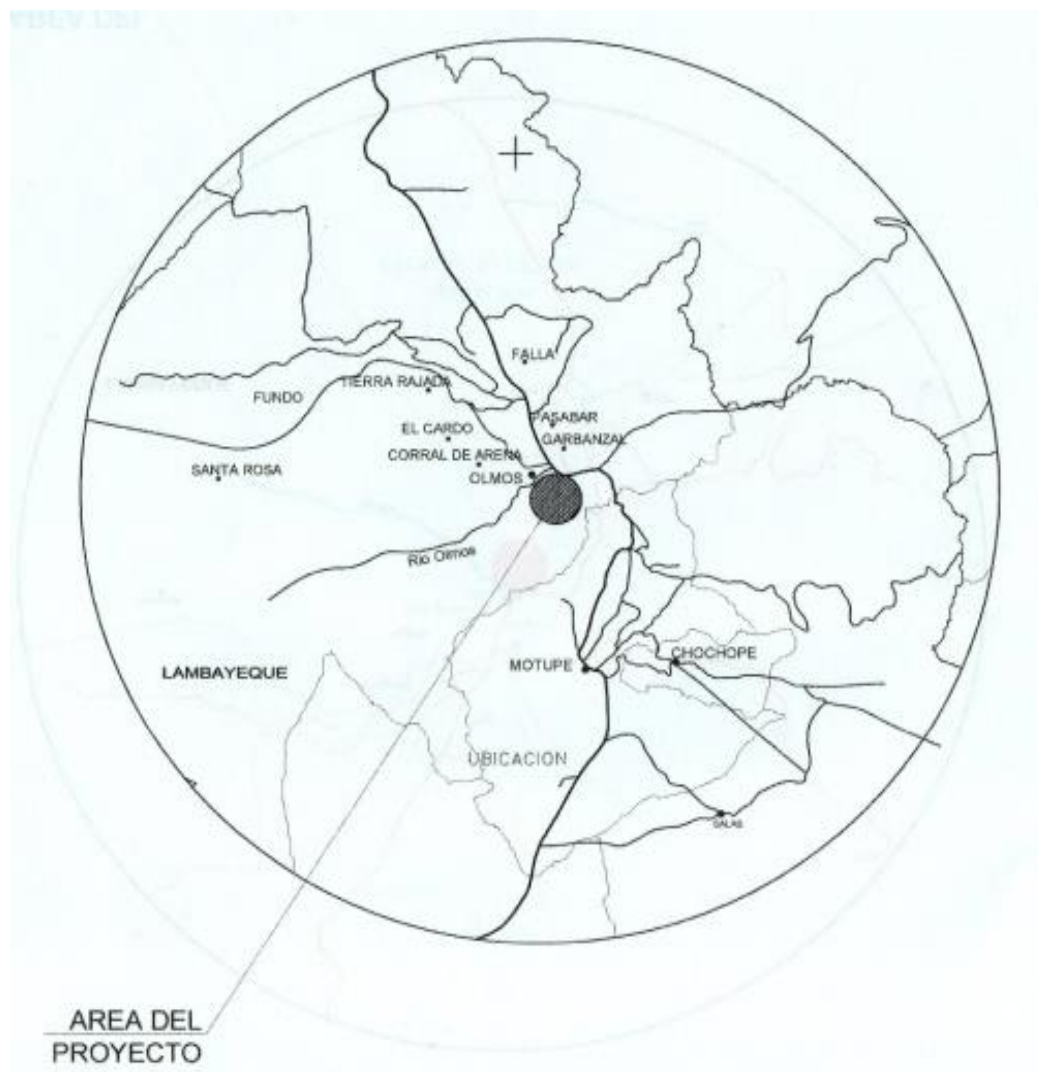 FALLA
TIERRA RAJADA
FUNDO
PASABAR
EL CARDO
GARBANZAL
CORRAL DE ARENA
SANTA ROSA
OLMOS
Rio Olmos
CHOCHOPE
MOTUPE
LAMBAYEQUE
UBICACION
SALAS
AREA DEL
PROYECTO